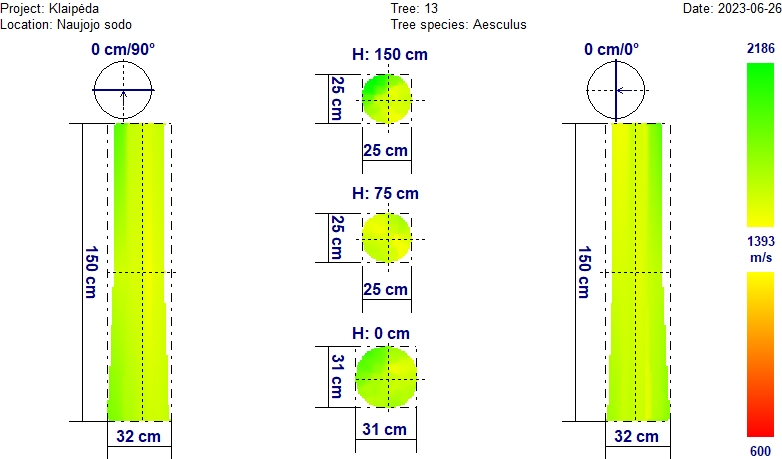 Project: Klaipėda
Tree: 13
Date: 2023-06-26
Location: Naujojo sodo
Tree species: Aesculus
0 cm/90°
H: 150 cm
0 cm/0°
2186
25 cm
25 cm
H: 75 cm
25 cm
25 cm
150 cm
150 cm
1393
m/s
H: 0 cm
31 cm
31 cm
32 cm
32 cm
600